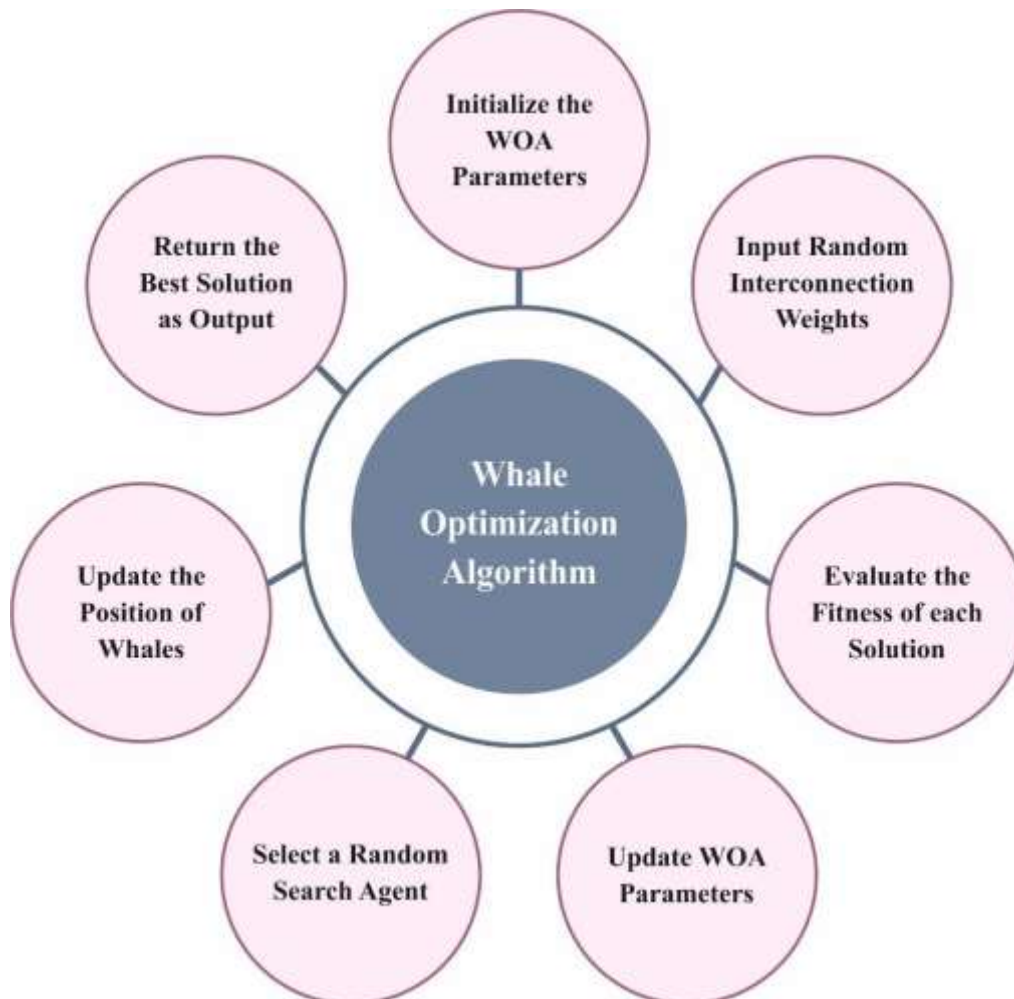 Initialize the
WOA
Parameters
Input Random
Interconnection
Weights
Evaluate the
Fitness of each
Solution
Update WOA
Parameters
Select a Random
Search Agent
Update the
Position of
Whales
Return the
Best Solution
as Output
Whale
Optimization
Algorithm